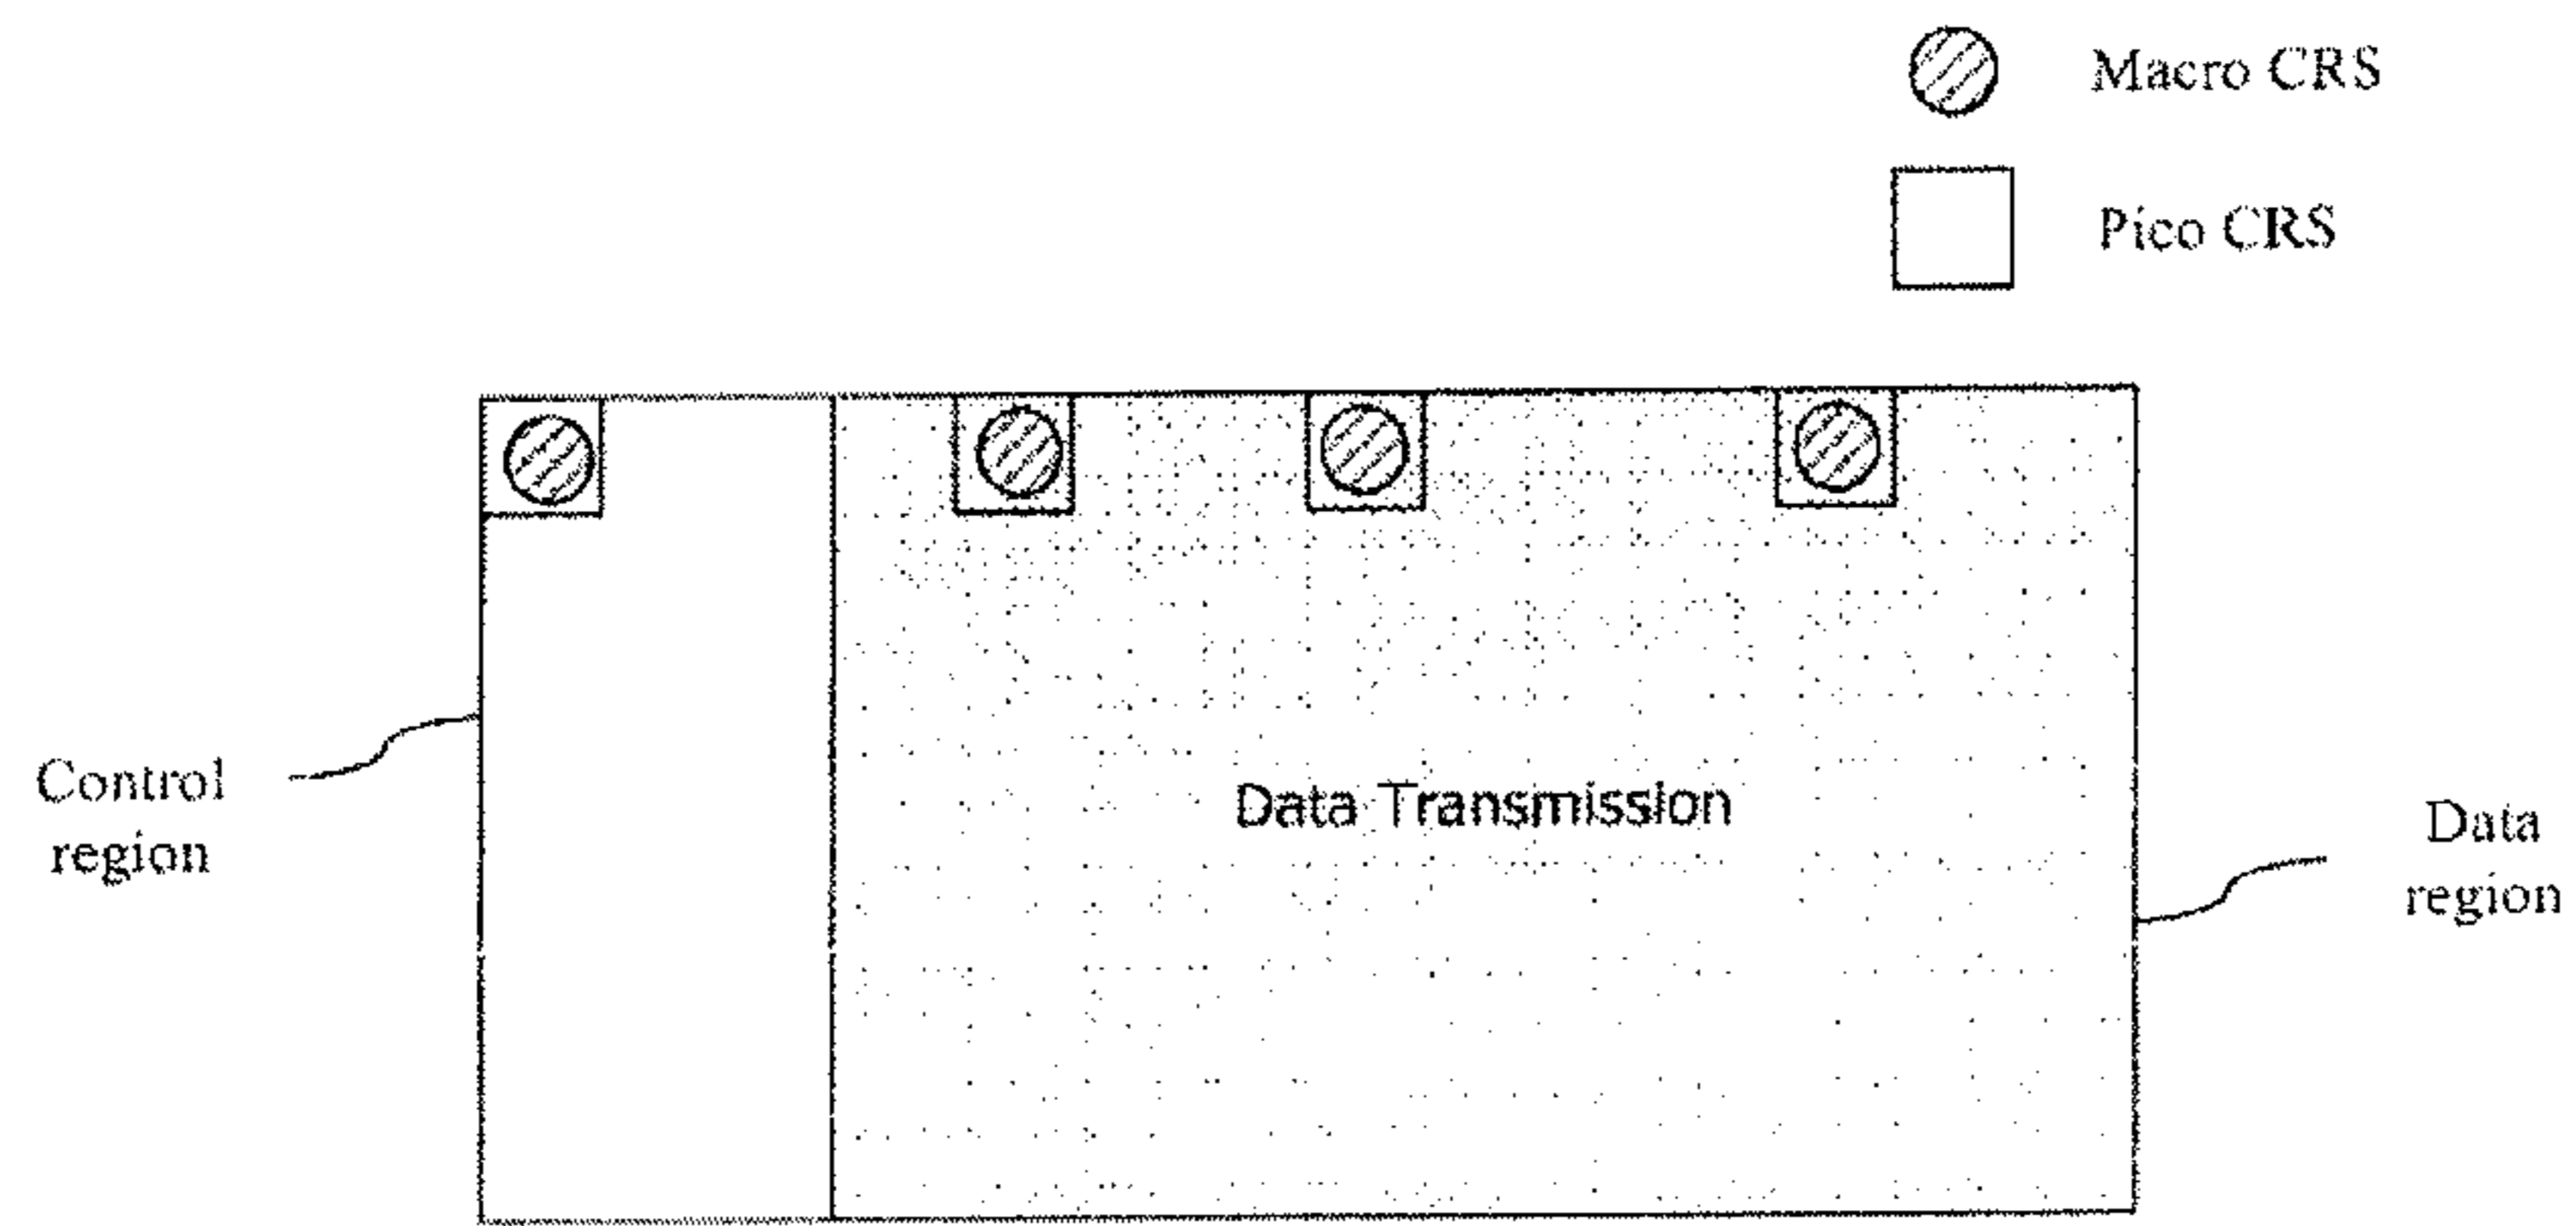 Macro CRS
Pico CRS
Control
region
Data Transmission
Data
region